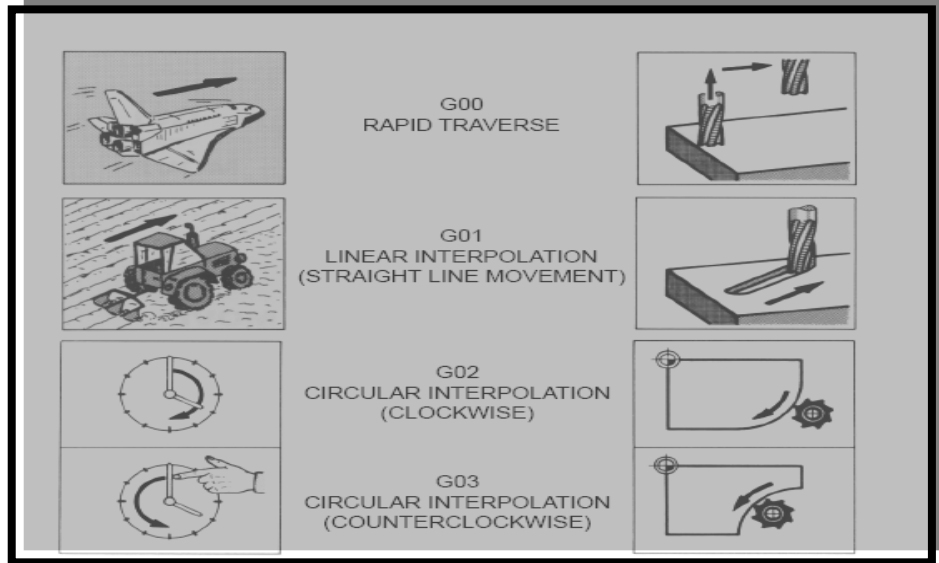 G00
RAPID TRAVERSE
G01
LINEAR INTERPOLATION
(STRAIGHT LINE MOVEMENT)
G02
CIRCULAR INTERPOLATION
(CLOCKWISE)
G03
CIRCULAR INTERPOLATION
(COUNTERCLOCKWISE)